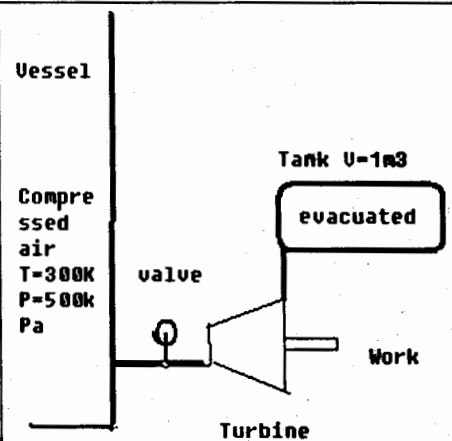 Vessel
Tank V=1m3
evacuated
Compre
ssed
air
T=300K
P=500k
Pa
valve
Work
Turbine